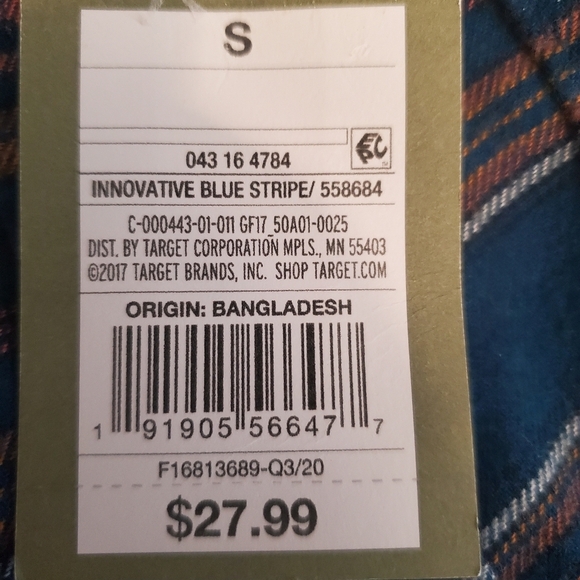 S
EPC
043 16 4784
INNOVATIVE BLUE STRIPE/ 558684
C-000443-01-011 GF17_50A01-0025
DIST. BY TARGET CORPORATION MPLS., MN 55403
©2017 TARGET BRANDS, INC. SHOP TARGET.COM
ORIGIN: BANGLADESH
1 91905 56647 7
F16813689-Q3/20
$27.99